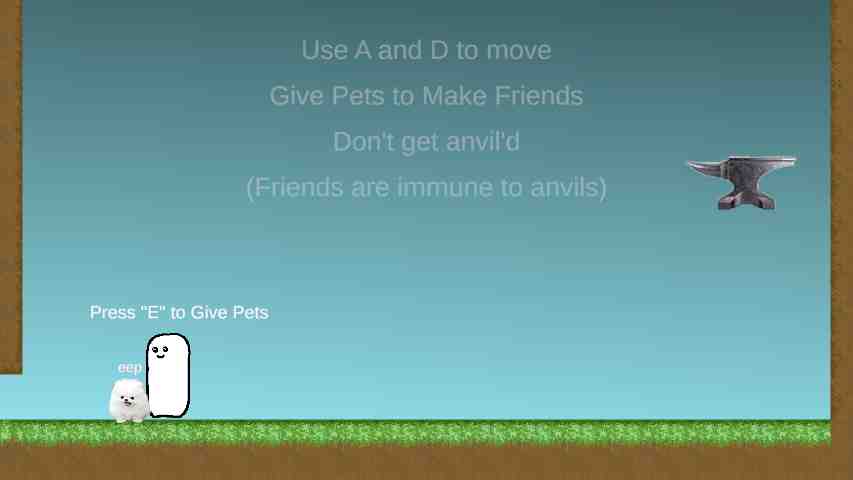 Use A and D to move
Give Pets to Make Friends
Don't get anvil'd
(Friends are immune to anvils)
Press "E" to Give Pets
eep